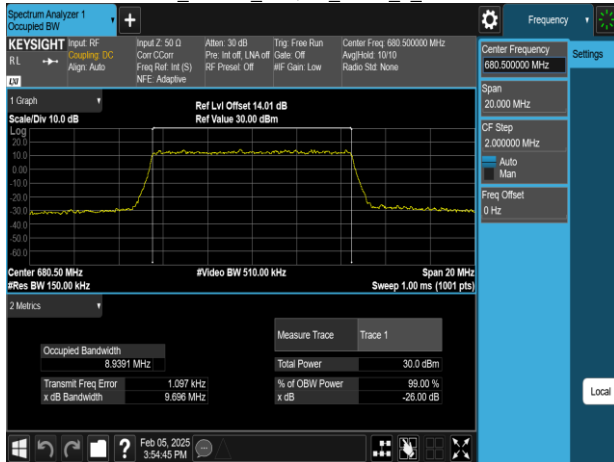 Spectrum Analyzer 1
Occupied BW
Frequency
KEYSIGHT
Input: RF
Coupling: DC
Align: Auto
RL
LXI
Input Z: 50 Ω
Corr CCorr
Freq Ref: Int (S)
NFE: Adaptive
Atten: 30 dB
Pre: Int off, LNA off
RF Preset: Off
Trig: Free Run
Gate: Off
#IF Gain: Low
Center Freq: 680.500000 MHz
Avg|Hold: 10/10
Radio Std: None
1 Graph
Scale/Div 10.0 dB
Ref Lvl Offset 14.01 dB
Ref Value 30.00 dBm
Log
20.0
10.0
0.00
-10.0
-20.0
-30.0
-40.0
-50.0
-60.0
Center 680.50 MHz
#Res BW 150.00 kHz
#Video BW 510.00 kHz
Span 20 MHz
Sweep 1.00 ms (1001 pts)
2 Metrics
Occupied Bandwidth
8.9391 MHz
Transmit Freq Error 1.097 kHz
x dB Bandwidth 9.696 MHz
Measure Trace Trace 1
Total Power 30.0 dBm
% of OBW Power 99.00 %
x dB -26.00 dB
Center Frequency
680.500000 MHz
Span
20.000 MHz
CF Step
2.000000 MHz
Auto
Man
Freq Offset
0 Hz
Settings
Local
Feb 05, 2025
3:54:45 PM